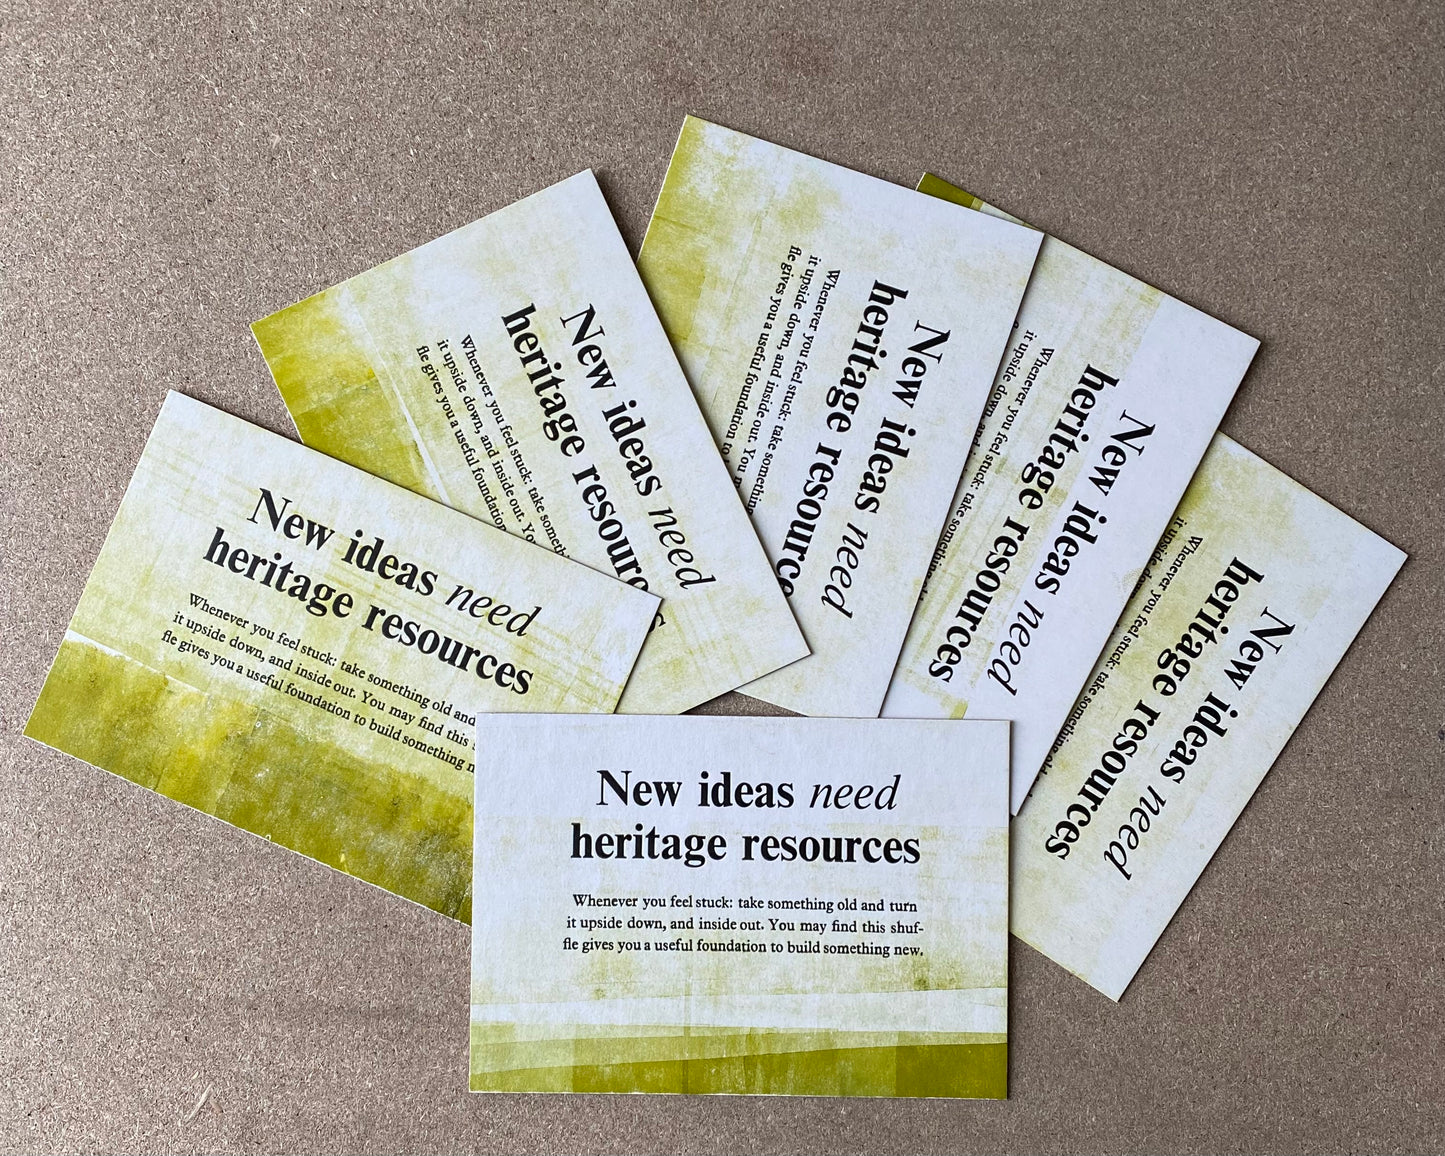 New ideas need
heritage resources
Whenever you feel stuck: take something old and
it upside down, and inside out. You may find this
fle gives you a useful foundation to build something
New ideas need
heritage resources
Whenever you feel stuck: take
it upside down, and inside out.
fle gives you a useful foundation
New ideas need
heritage resources
Whenever you feel stuck: take something
it upside down, and inside out. You
fle gives you a useful foundation to
New ideas need
heritage resources
Whenever you feel stuck: take something
it upside down, and
New ideas need
heritage resources
Whenever you feel stuck: take something old
it upside
New ideas need
heritage resources
Whenever you feel stuck: take something old and turn
it upside down, and inside out. You may find this shuf-
fle gives you a useful foundation to build something new.